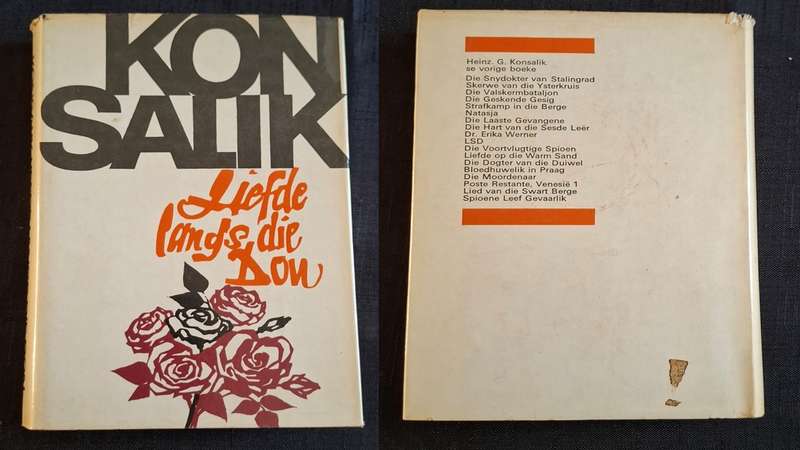 KON
SALIK
Liefde
langs die
Don
Heinz. G. Konsalik
se vorige boeke
Die Snydokter van Stalingrad
Skerwe van die Ysterkruis
Die Valskermbataljon
Die Geskende Gesig
Strafkamp in die Berge
Natasja
Die Laaste Gevangene
Die Hart van die Sesde Leër
Dr. Erika Werner
LSD
Die Voortvlugtige Spioen
Liefde op die Warm Sand
Die Dogter van die Duiwel
Bloedhuwelik in Praag
Die Moordenaar
Poste Restante, Venesië 1
Lied van die Swart Berge
Spioene Leef Gevaarlik